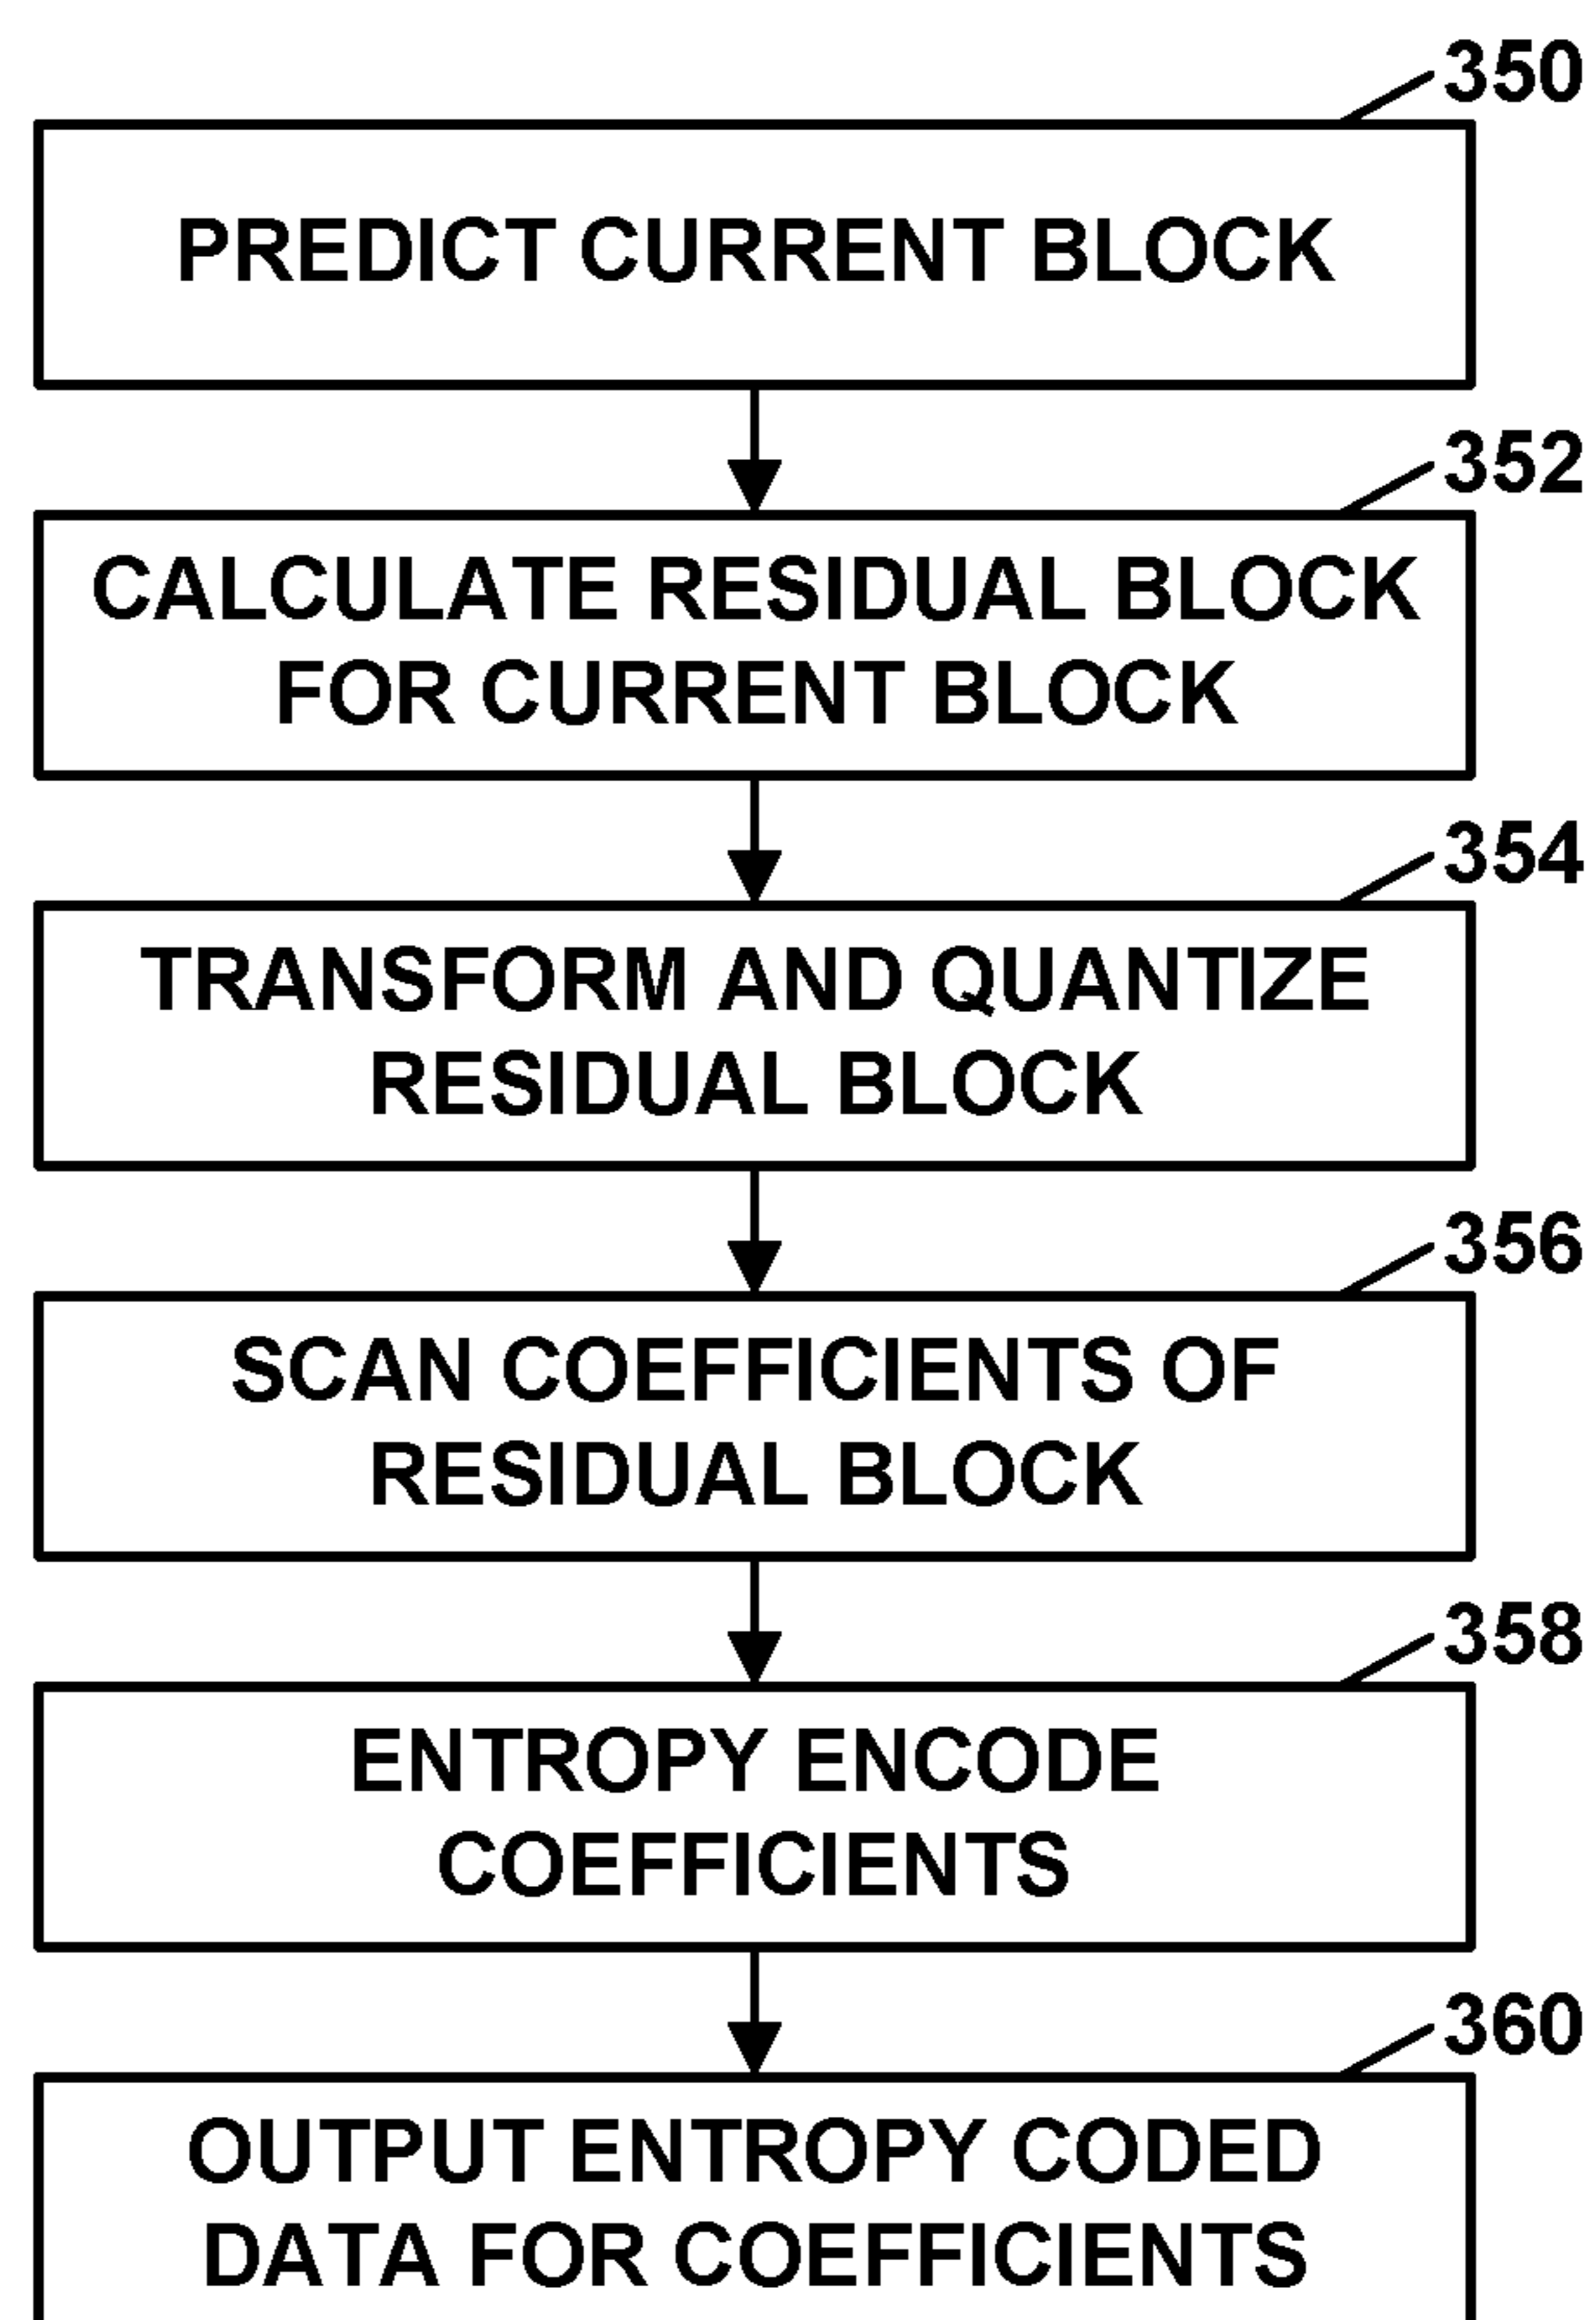 350
PREDICT CURRENT BLOCK
352
CALCULATE RESIDUAL BLOCK
FOR CURRENT BLOCK
354
TRANSFORM AND QUANTIZE
RESIDUAL BLOCK
356
SCAN COEFFICIENTS OF
RESIDUAL BLOCK
358
ENTROPY ENCODE
COEFFICIENTS
360
OUTPUT ENTROPY CODED
DATA FOR COEFFICIENTS